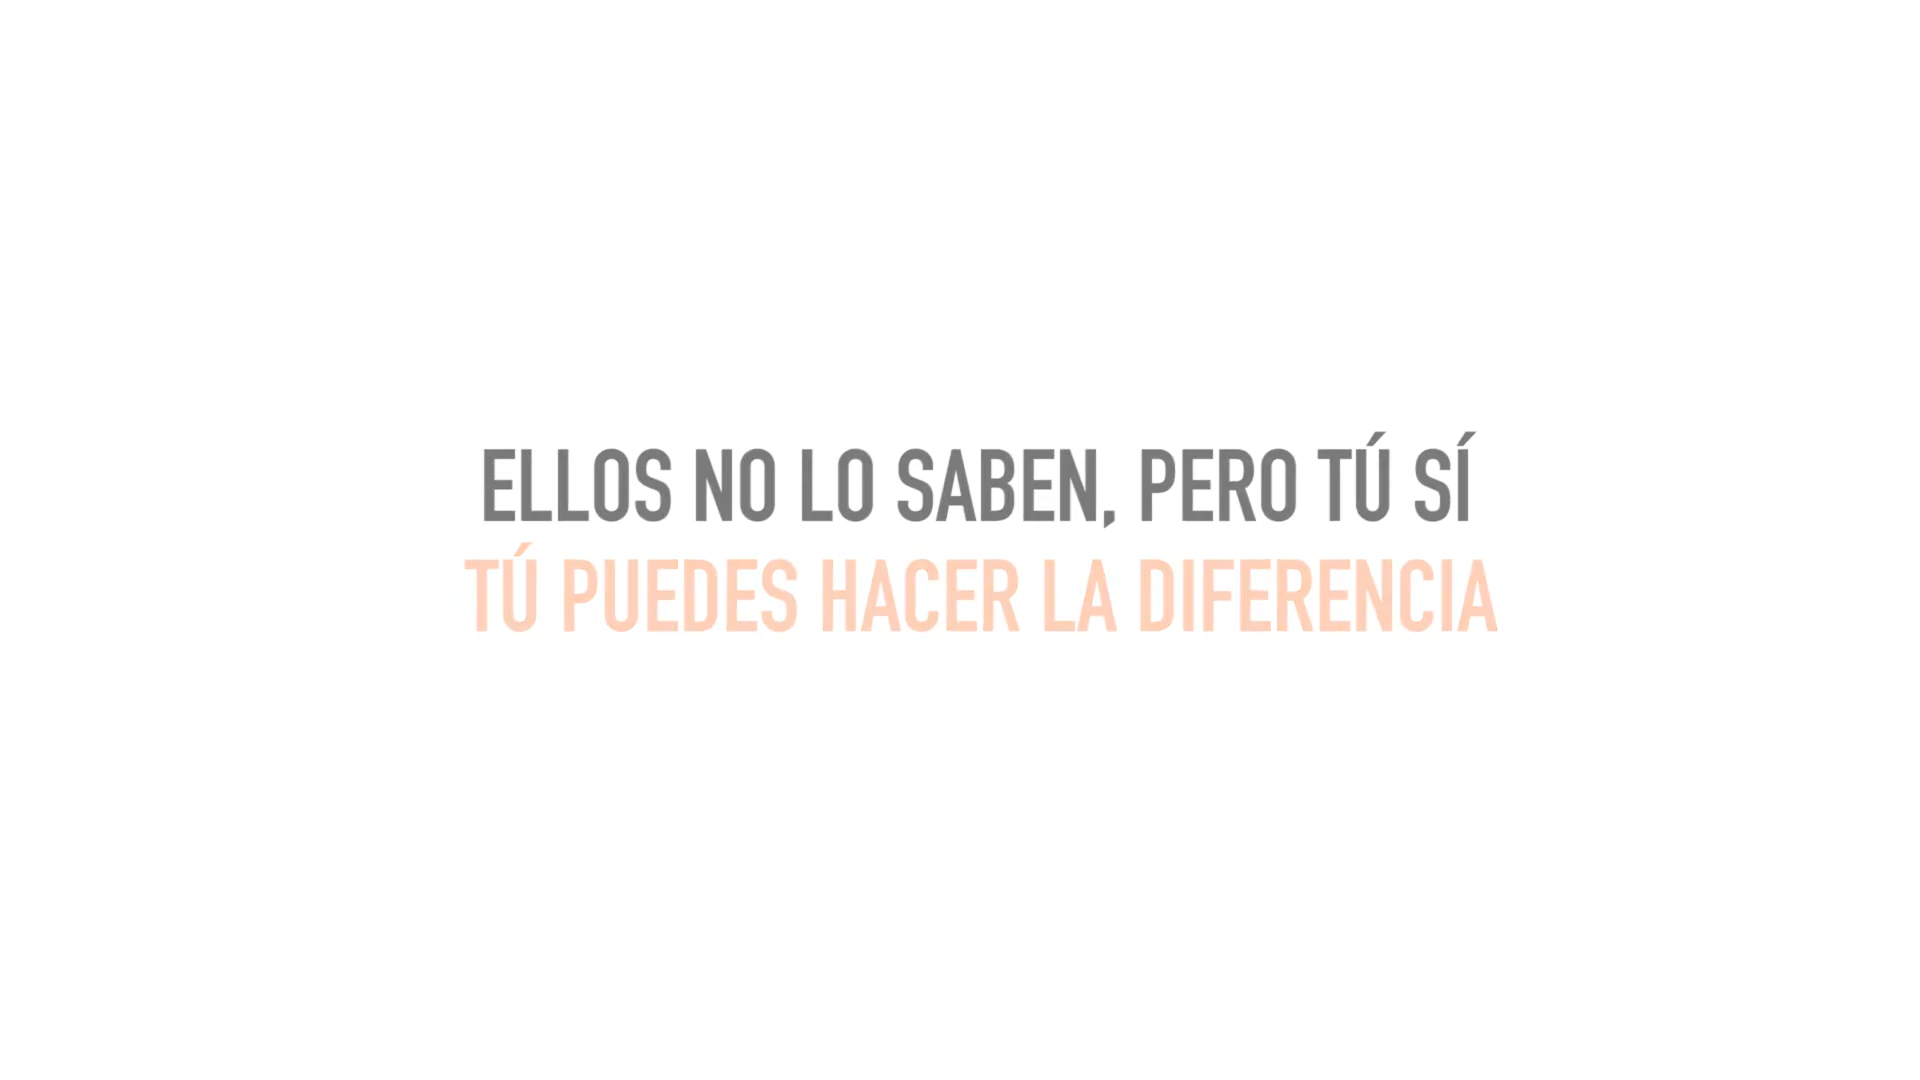 ELLOS NO LO SABEN, PERO TÚ SÍ
TÚ PUEDES HACER LA DIFERENCIA